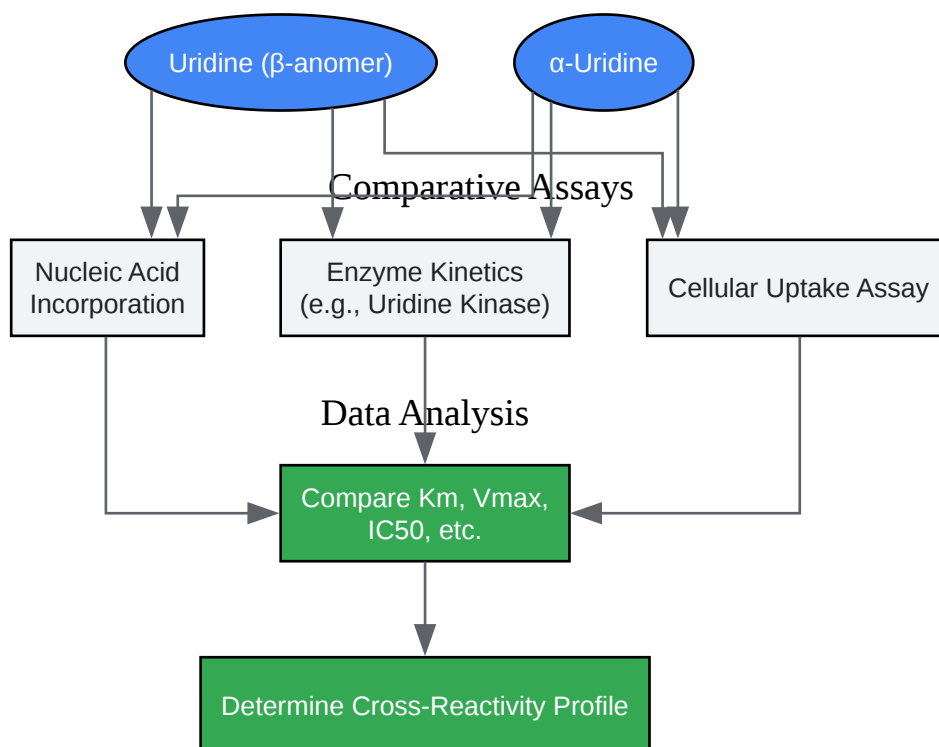 Uridine (β-anomer)
α-Uridine
Comparative Assays
Nucleic Acid
Incorporation
Enzyme Kinetics
(e.g., Uridine Kinase)
Cellular Uptake Assay
Data Analysis
Compare Km, Vmax,
IC50, etc.
Determine Cross-Reactivity Profile